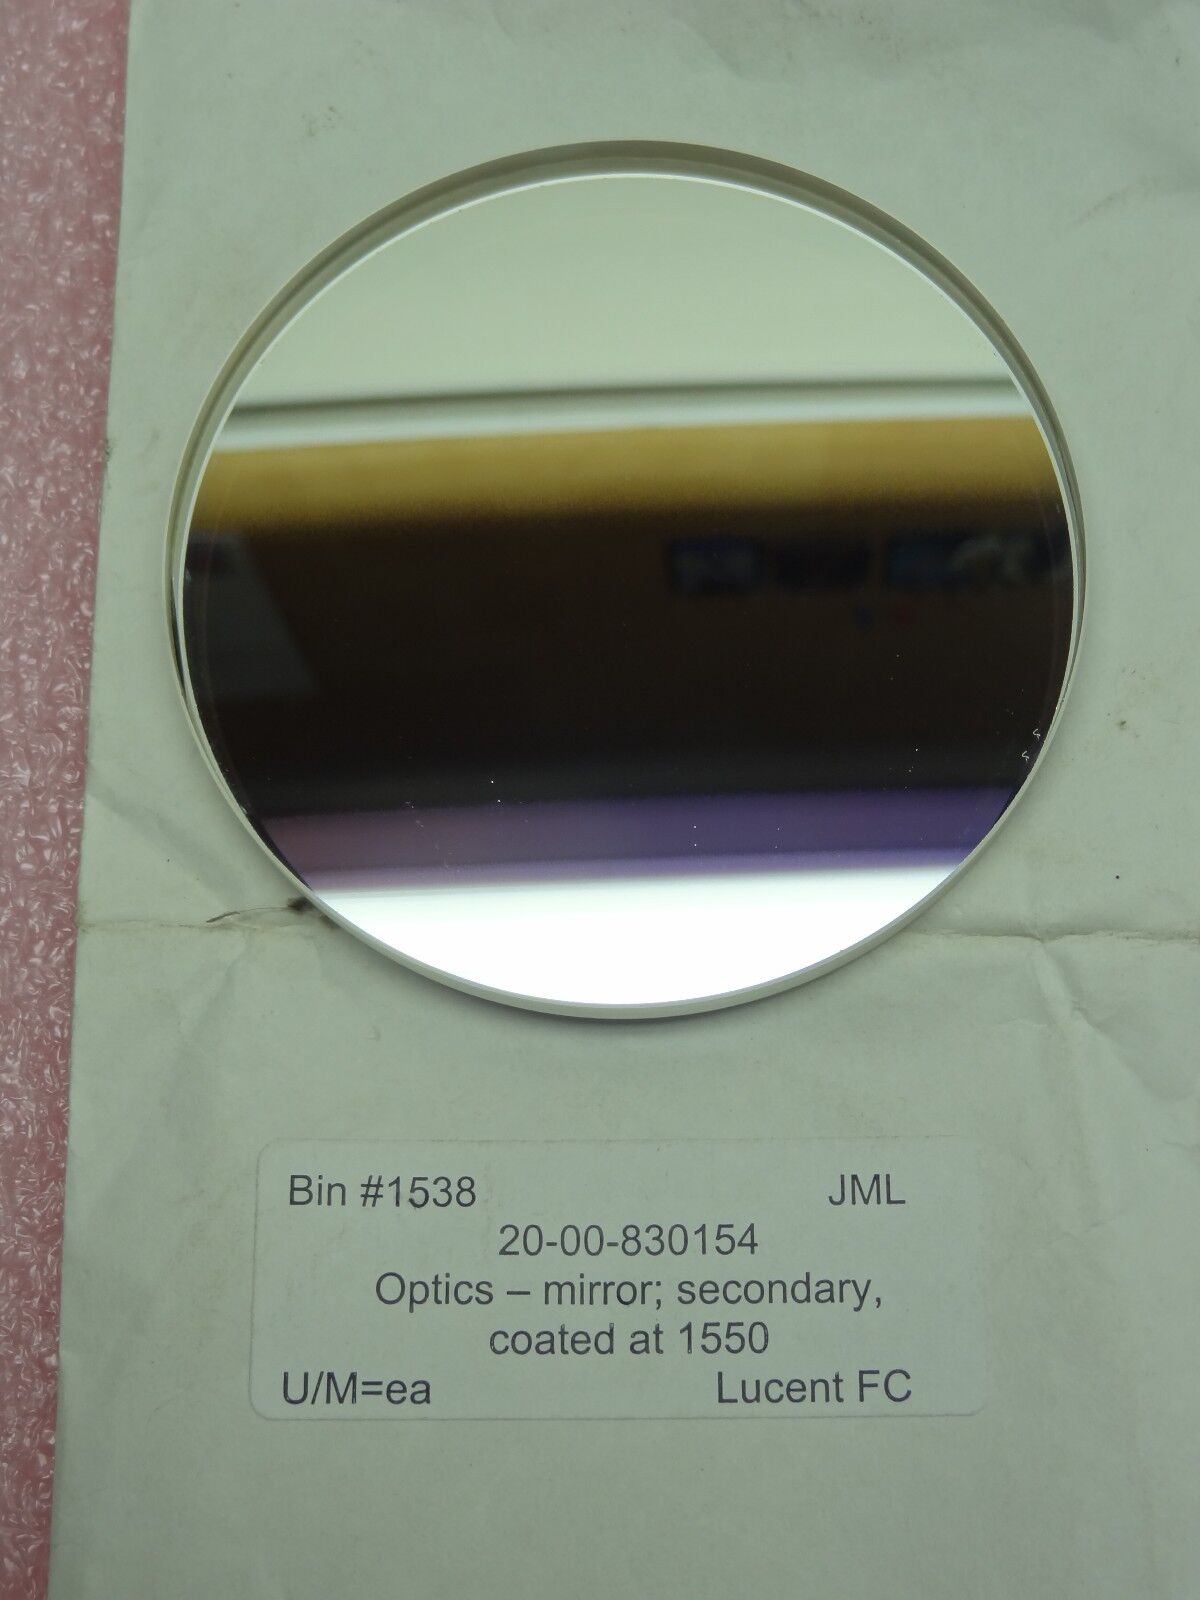 Bin #1538 JML
20-00-830154
Optics – mirror; secondary,
coated at 1550
U/M=ea Lucent FC